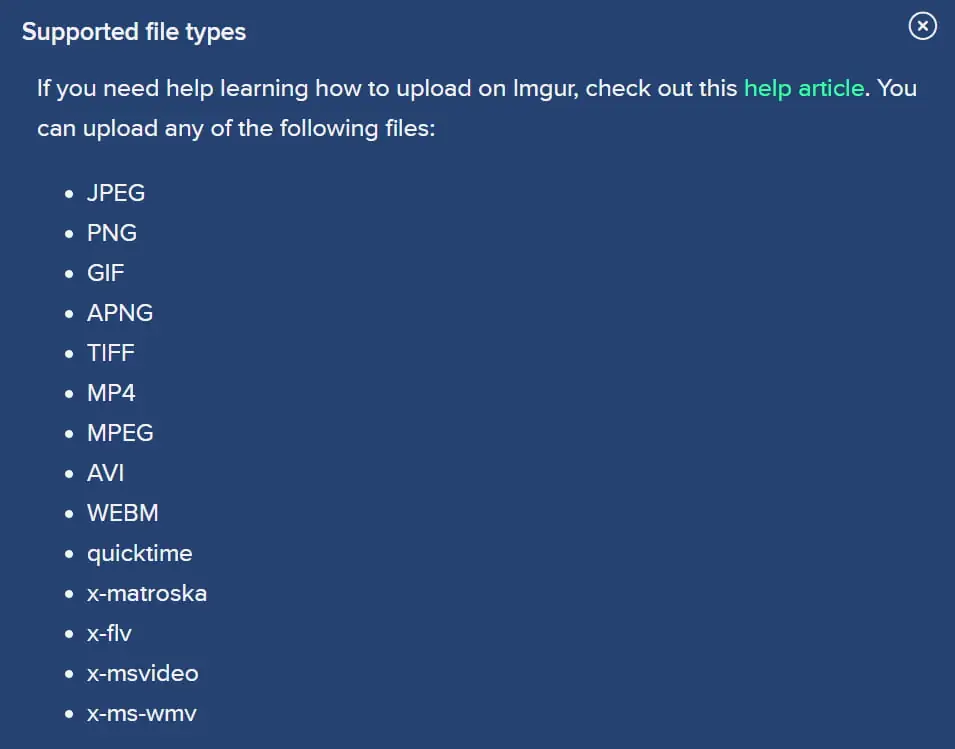 Supported file types
If you need help learning how to upload on Imgur, check out this help article. You
can upload any of the following files:
JPEG
PNG
GIF
APNG
TIFF
MP4
MPEG
AVI
WEBM
quicktime
x-matroska
x-flv
x-msvideo
x-ms-wmv